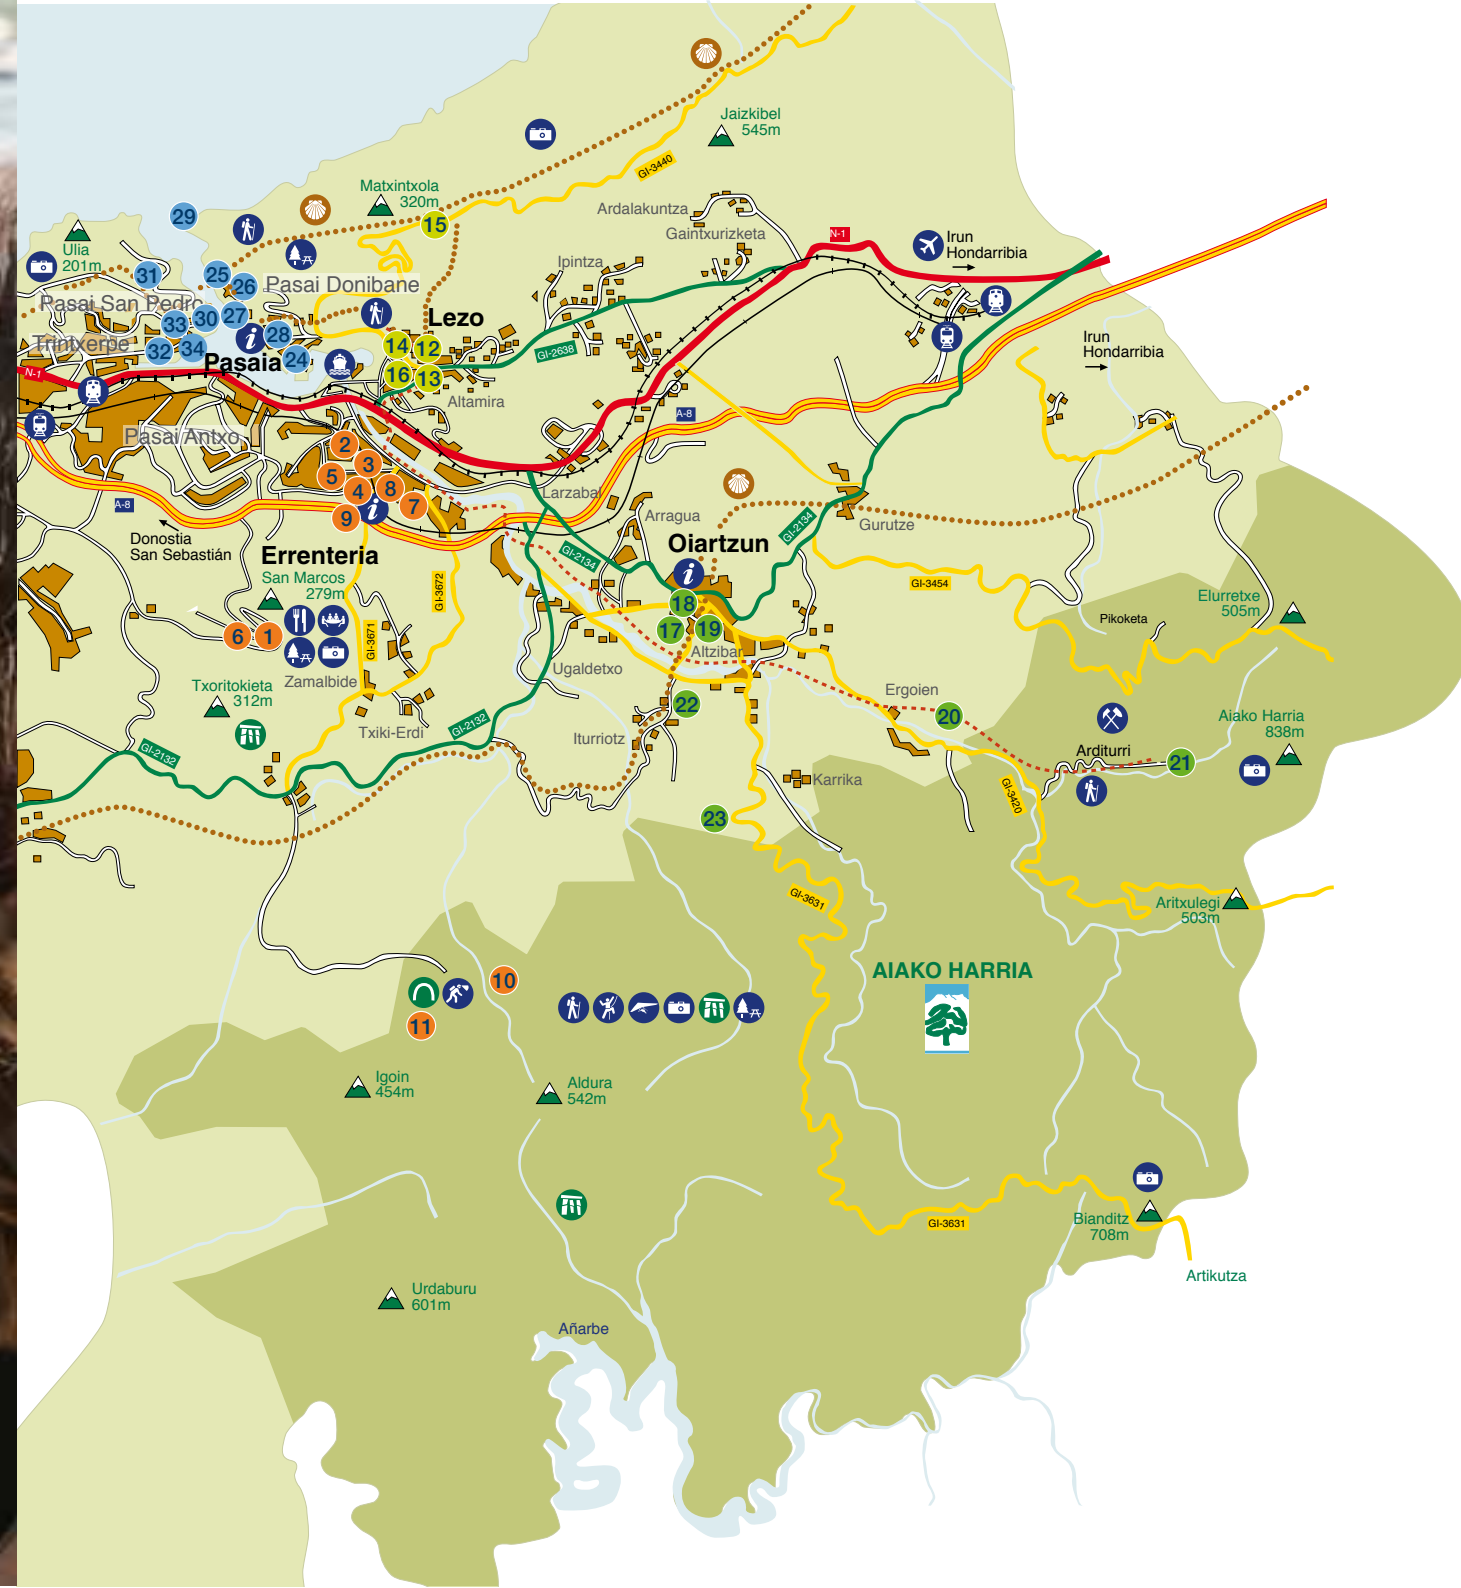 Jaizkibel
545m
GI-3440
Matxintxola
320m
15
29
Ardalakuntza
Gaintxurizketa
N-1
Irun
Hondarribia
Ulia
201m
31
25
26
Pasai Donibane
Ipintza
Pasai San Pedro
33
30
27
28
Lezo
Trintxerpe
32
34
Pasaia
24
14
12
16
13
GI-2638
Irun
Hondarribia
N-1
Altamira
A-8
Pasai Antxo
2
3
5
4
8
7
9
Larzabal
A-8
Donostia
San Sebastián
Arragua
Gurutze
GI-2134
Oiartzun
GI-2134
Errenteria
San Marcos
279m
GI-3672
GI-3454
18
17
19
Altzibar
Elurretxe
505m
Pikoketa
6
1
GI-3671
Zamalbide
Ugaldetxo
Txoritokieta
312m
22
Ergoien
20
Aiako Harria
838m
Txiki-Erdi
GI-2132
Iturriotz
GI-2132
Arditurri
21
Karrika
GI-3420
23
GI-3631
Aritxulegi
503m
10
11
AIAKO HARRIA
Igoin
454m
Aldura
542m
Bianditz
708m
GI-3631
Artikutza
Urdaburu
601m
Añarbe